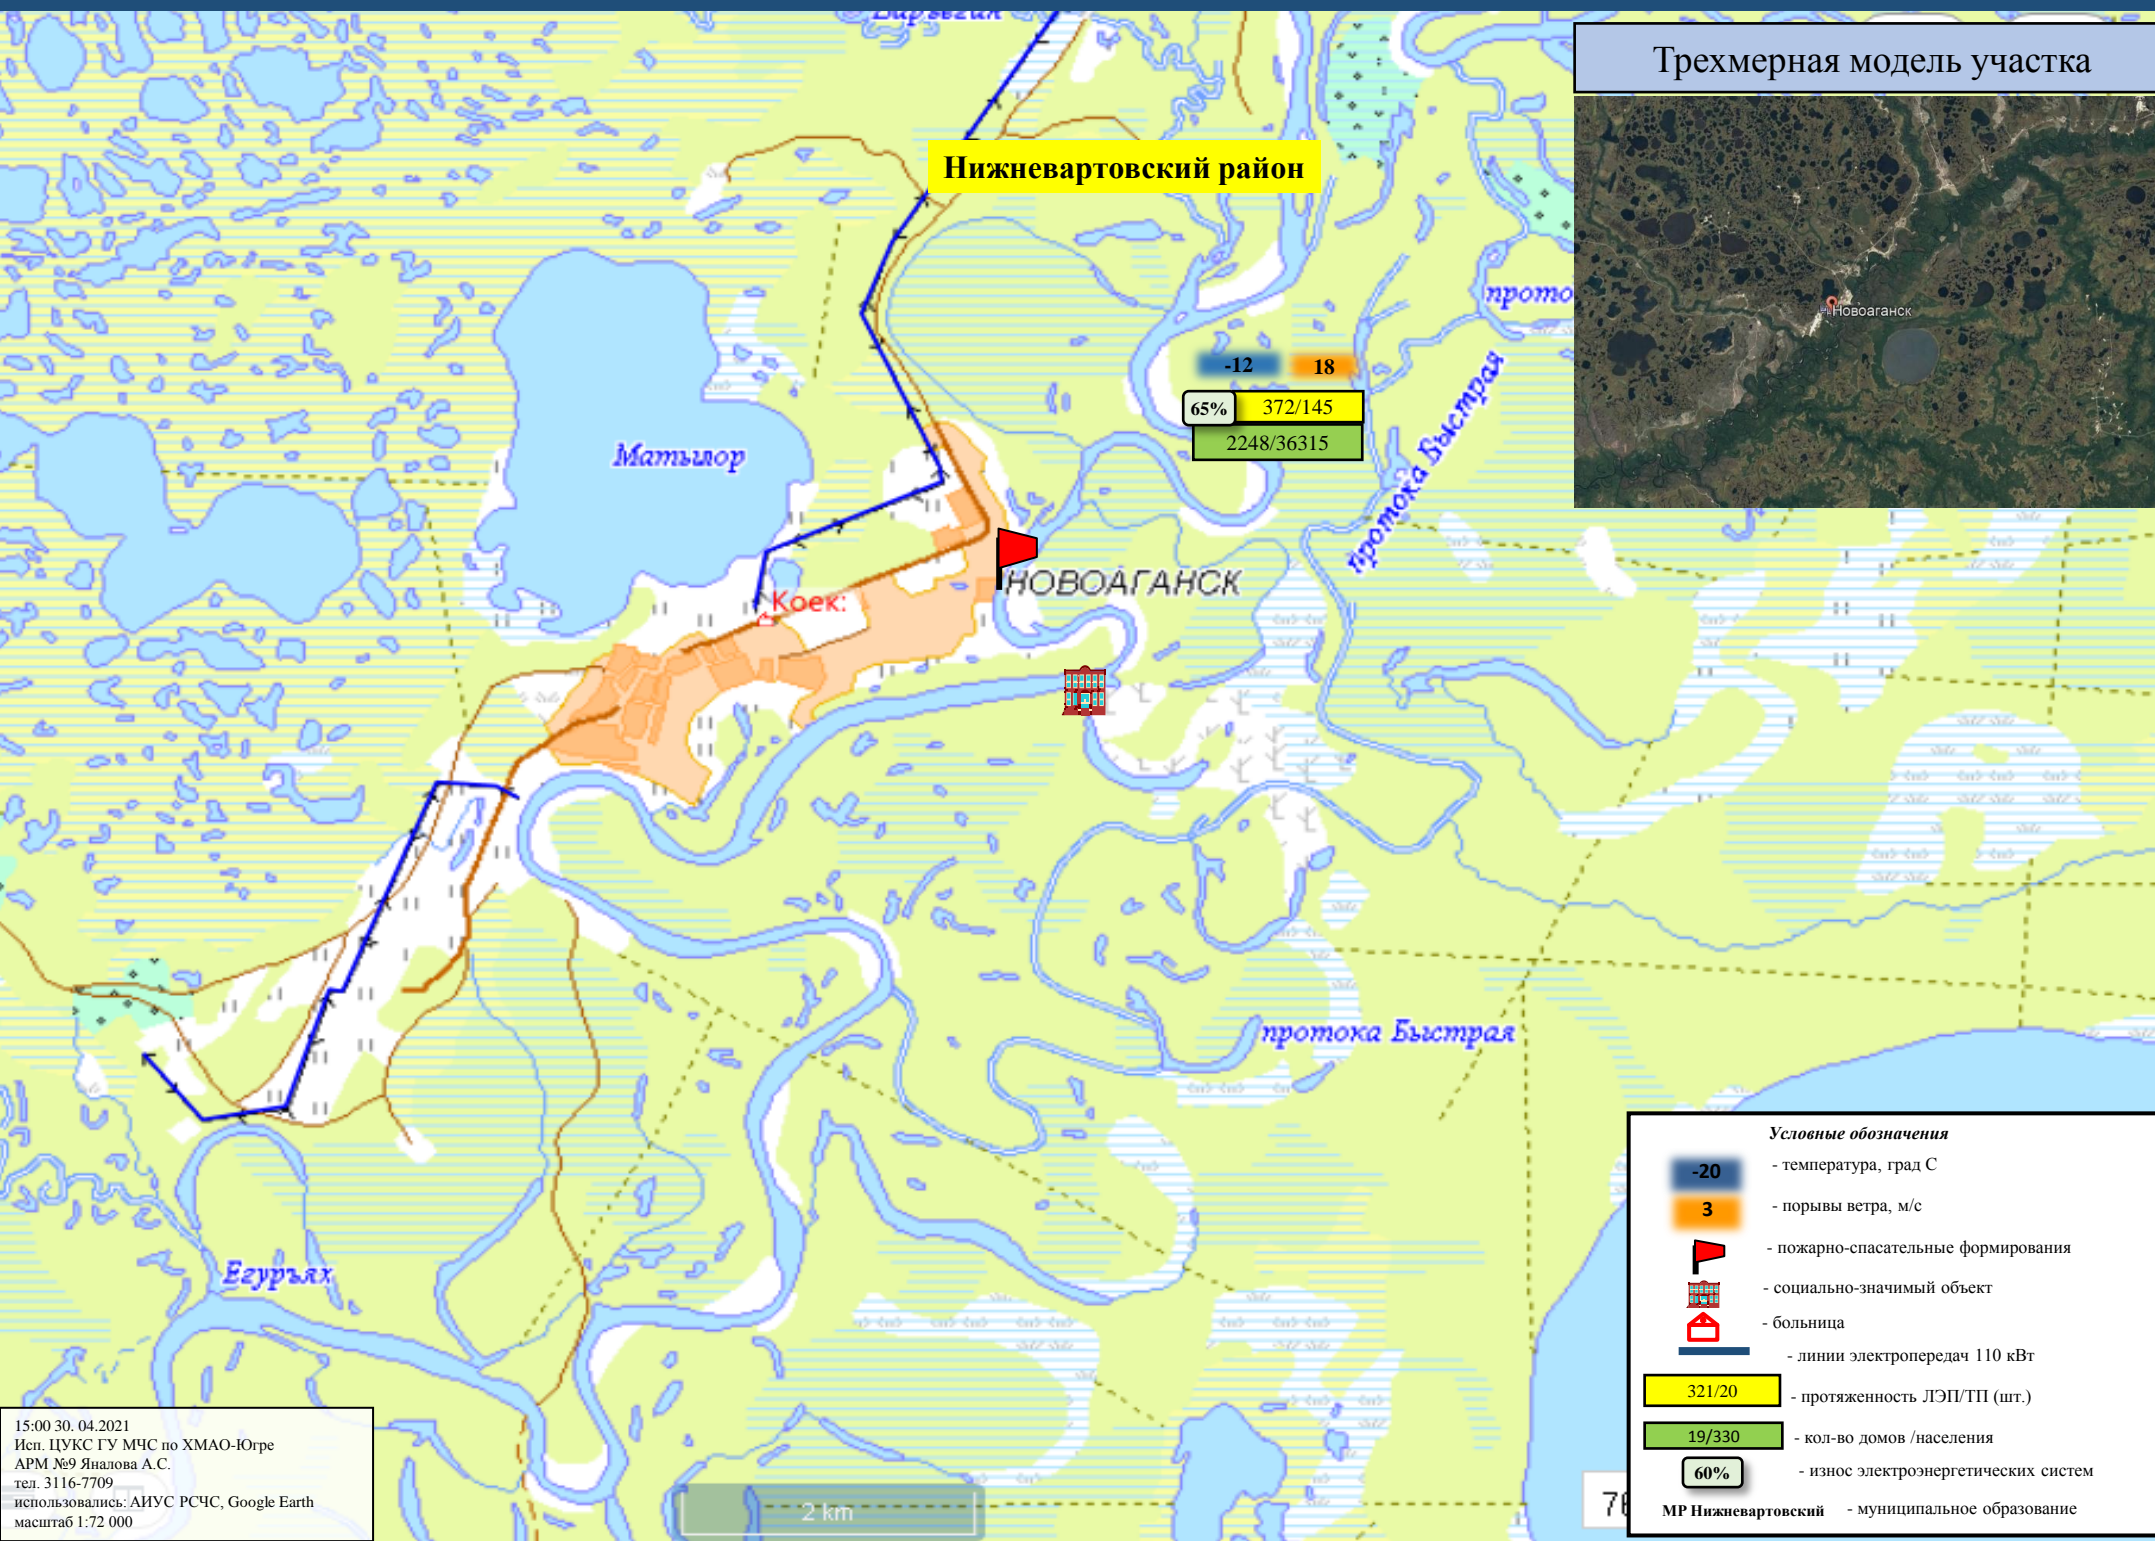 Трехмерная модель участка
Нижневартовский район
прото
Новоаганск
-12
18
65%
372/145
2248/36315
протока Быстрая
Матылор
НОВОАГАНСК
Коек:
протока Быстрая
Егуръях
Условные обозначения
-20 - температура, град С
3 - порывы ветра, м/с
- пожарно-спасательные формирования
- социально-значимый объект
- больница
- линии электропередач 110 кВт
321/20 - протяженность ЛЭП/ТП (шт.)
19/330 - кол-во домов /населения
60% - износ электроэнергетических систем
МР Нижневартовский - муниципальное образование
15:00 30. 04.2021
Исп. ЦУКС ГУ МЧС по ХМАО-Югре
АРМ №9 Яналова А.С.
тел. 3116-7709
использовались: АИУС РСЧС, Google Earth
масштаб 1:72 000
2 km